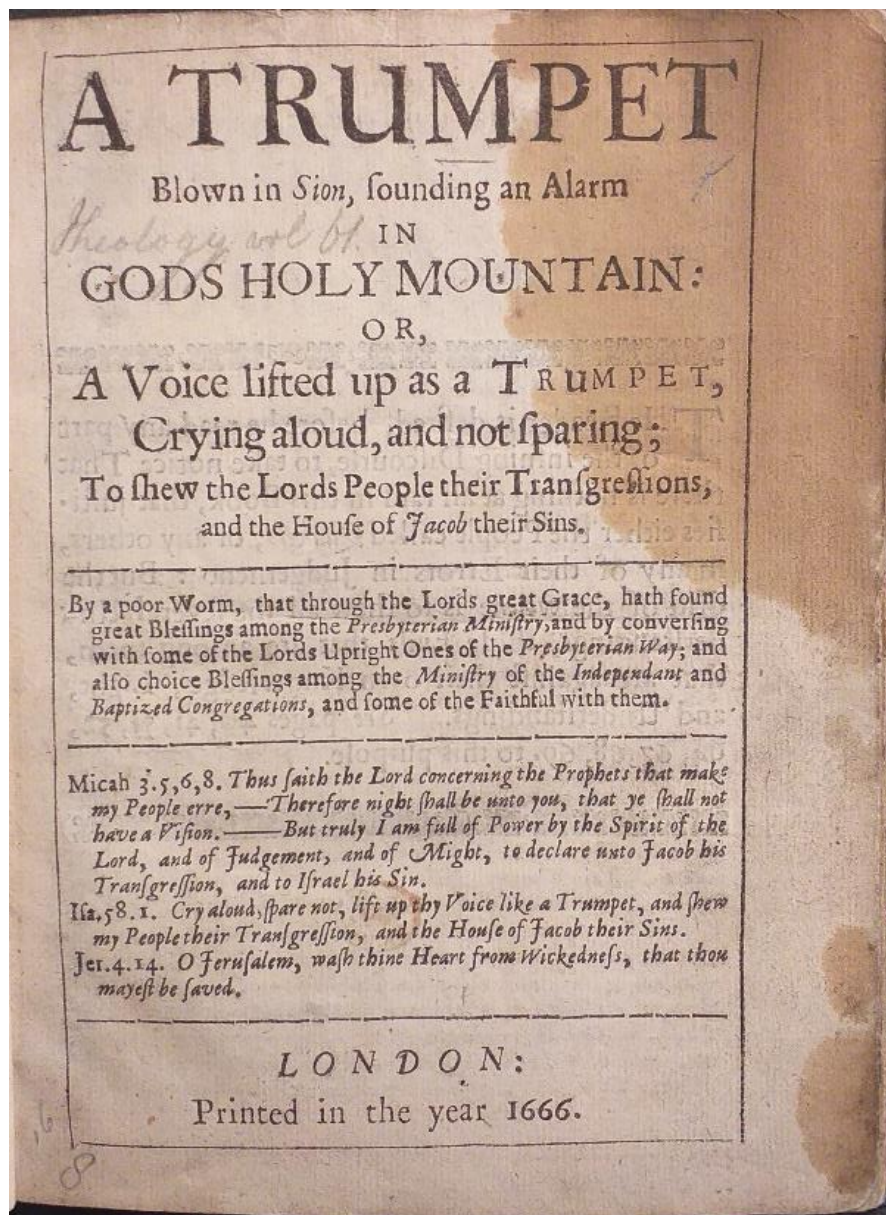 A TRUMPET
Blown in Sion, ſounding an Alarm
Theology vol 61.
IN
GODS HOLY MOUNTAIN:
OR,
A Voice lifted up as a TRUMPET,
Crying aloud, and not ſparing;
To ſhew the Lords People their Tranſgreſſions,
and the Houſe of Jacob their Sins.
By a poor Worm, that through the Lords great Grace, hath found
great Bleſſings among the Presbyterian Miniſtry, and by converſing
with ſome of the Lords Upright Ones of the Presbyterian Way; and
alſo choice Bleſſings among the Miniſtry of the Independant and
Baptized Congregations, and ſome of the Faithful with them.
Micah 3.5,6,8. Thus ſaith the Lord concerning the Prophets that make
my People erre,—Therefore night ſhall be unto you, that ye ſhall not
have a Viſion.—But truly I am full of Power by the Spirit of the
Lord, and of Judgement, and of Might, to declare unto Jacob his
Tranſgreſſion, and to Iſrael his Sin.
Iſa.58.1. Cry aloud, ſpare not, lift up thy Voice like a Trumpet, and ſhew
my People their Tranſgreſſion, and the Houſe of Jacob their Sins.
Jer.4.14. O Jeruſalem, waſh thine Heart from Wickedneſs, that thou
mayeſt be ſaved.
LONDON:
Printed in the year 1666.
8